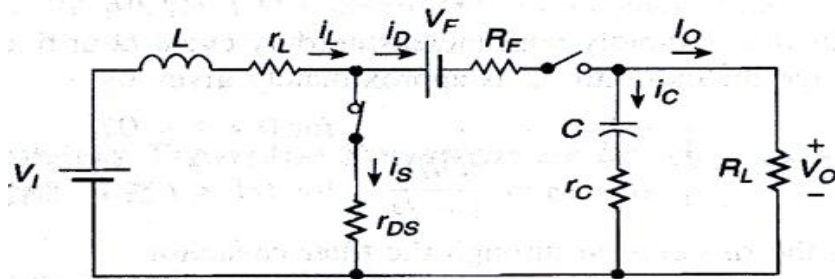 L r_L i_L i_D V_F R_F I_O
i_C
C
V_I i_S R_L + V_O −
r_C
r_DS